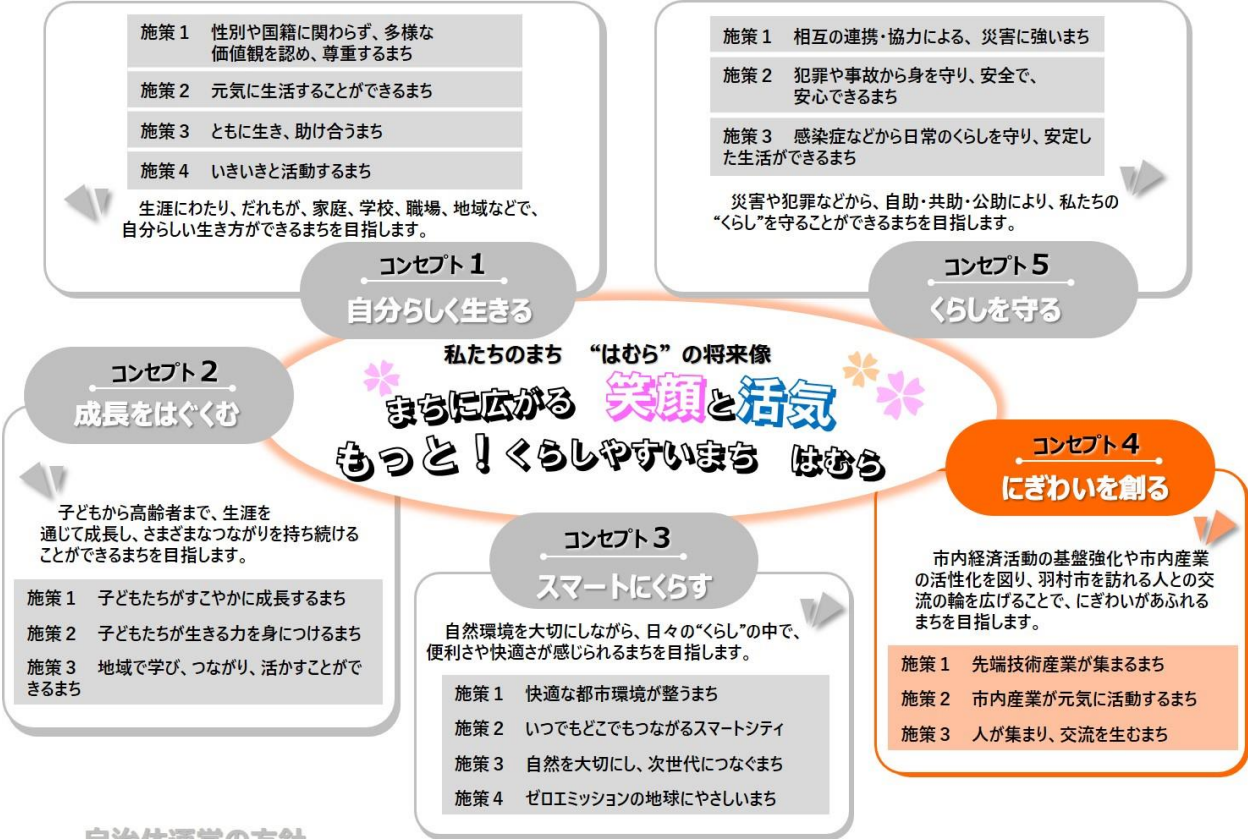 施策１　性別や国籍に関わらず、多様な
価値観を認め、尊重するまち
施策２　元気に生活することができるまち
施策３　ともに生き、助け合うまち
施策４　いきいきと活動するまち
生涯にわたり、だれもが、家庭、学校、職場、地域などで、
自分らしい生き方ができるまちを目指します。
コンセプト１
自分らしく生きる
施策１　相互の連携・協力による、災害に強いまち
施策２　犯罪や事故から身を守り、安全で、
安心できるまち
施策３　感染症などから日常のくらしを守り、安定し
た生活ができるまち
災害や犯罪などから、自助・共助・公助により、私たちの
“くらし”を守ることができるまちを目指します。
コンセプト５
くらしを守る
私たちのまち　“はむら”の将来像
まちに広がる　笑顔と活気
もっと！くらしやすいまち　はむら
コンセプト２
成長をはぐくむ
子どもから高齢者まで、生涯を
通じて成長し、さまざまなつながりを持ち続ける
ことができるまちを目指します。
施策１　子どもたちがすこやかに成長するまち
施策２　子どもたちが生きる力を身につけるまち
施策３　地域で学び、つながり、活かすことがで
きるまち
コンセプト３
スマートにくらす
自然環境を大切にしながら、日々の“くらし”の中で、
便利さや快適さが感じられるまちを目指します。
施策１　快適な都市環境が整うまち
施策２　いつでもどこでもつながるスマートシティ
施策３　自然を大切にし、次世代につなぐまち
施策４　ゼロエミッションの地球にやさしいまち
コンセプト４
にぎわいを創る
市内経済活動の基盤強化や市内産業
の活性化を図り、羽村市を訪れる人との交
流の輪を広げることで、にぎわいがあふれる
まちを目指します。
施策１　先端技術産業が集まるまち
施策２　市内産業が元気に活動するまち
施策３　人が集まり、交流を生むまち
自治体運営の方針